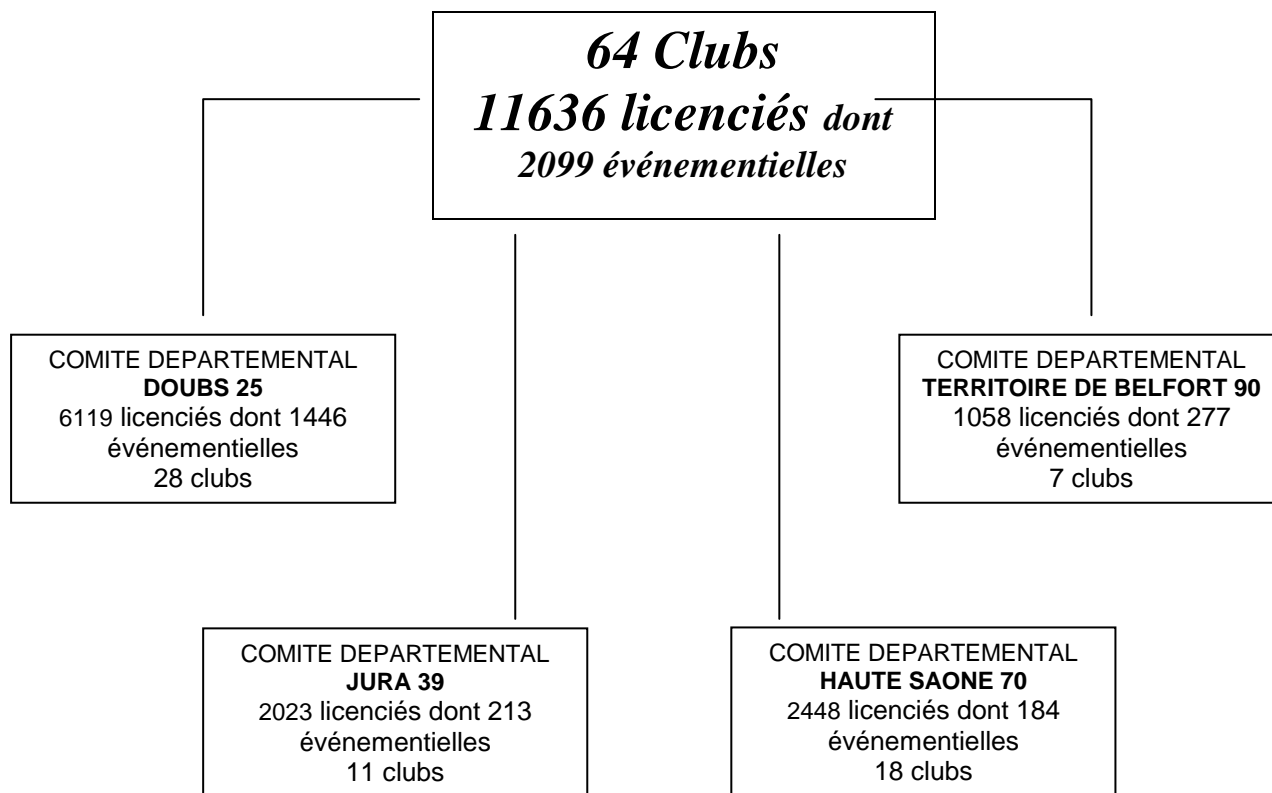 64 Clubs
11636 licenciés dont
2099 événementielles
COMITE DEPARTEMENTAL
DOUBS 25
6119 licenciés dont 1446
événementielles
28 clubs
COMITE DEPARTEMENTAL
TERRITOIRE DE BELFORT 90
1058 licenciés dont 277
événementielles
7 clubs
COMITE DEPARTEMENTAL
JURA 39
2023 licenciés dont 213
événementielles
11 clubs
COMITE DEPARTEMENTAL
HAUTE SAONE 70
2448 licenciés dont 184
événementielles
18 clubs